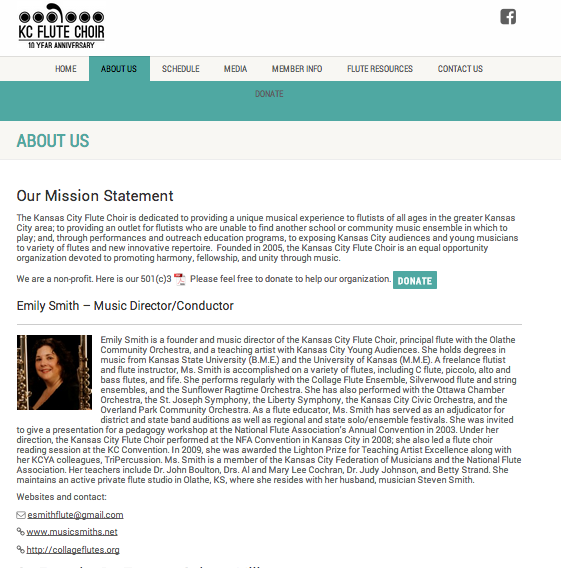 KC FLUTE CHOIR
10 YEAR ANNIVERSARY
HOME ABOUT US SCHEDULE MEDIA MEMBER INFO FLUTE RESOURCES CONTACT US
DONATE
ABOUT US
Our Mission Statement
The Kansas City Flute Choir is dedicated to providing a unique musical experience to flutists of all ages in the greater Kansas
City area; to providing an outlet for flutists who are unable to find another school or community music ensemble in which to
play; and, through performances and outreach education programs, to exposing Kansas City audiences and young musicians
to variety of flutes and new innovative repertoire. Founded in 2005, the Kansas City Flute Choir is an equal opportunity
organization devoted to promoting harmony, fellowship, and unity through music.
We are a non-profit. Here is our 501(c)3 Please feel free to donate to help our organization. DONATE
Emily Smith – Music Director/Conductor
Emily Smith is a founder and music director of the Kansas City Flute Choir, principal flute with the Olathe
Community Orchestra, and a teaching artist with Kansas City Young Audiences. She holds degrees in
music from Kansas State University (B.M.E.) and the University of Kansas (M.M.E). A freelance flutist
and flute instructor, Ms. Smith is accomplished on a variety of flutes, including C flute, piccolo, alto and
bass flutes, and fife. She performs regularly with the Collage Flute Ensemble, Silverwood flute and string
ensembles, and the Sunflower Ragtime Orchestra. She has also performed with the Ottawa Chamber
Orchestra, the St. Joseph Symphony, the Liberty Symphony, the Kansas City Civic Orchestra, and the
Overland Park Community Orchestra. As a flute educator, Ms. Smith has served as an adjudicator for
district and state band auditions as well as regional and state solo/ensemble festivals. She was invited
to give a presentation for a pedagogy workshop at the National Flute Association's Annual Convention in 2003. Under her
direction, the Kansas City Flute Choir performed at the NFA Convention in Kansas City in 2008; she also led a flute choir
reading session at the KC Convention. In 2009, she was awarded the Lighton Prize for Teaching Artist Excellence along with
her KCYA colleagues, TriPercussion. Ms. Smith is a member of the Kansas City Federation of Musicians and the National Flute
Association. Her teachers include Dr. John Boulton, Drs. Al and Mary Lee Cochran, Dr. Judy Johnson, and Betty Strand. She
maintains an active private flute studio in Olathe, KS, where she resides with her husband, musician Steven Smith.
Websites and contact:
esmithflute@gmail.com
www.musicsmiths.net
http://collageflutes.org